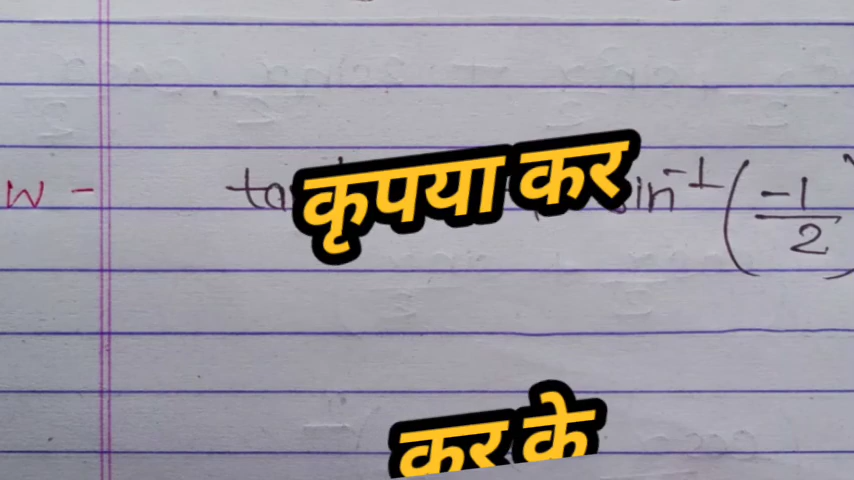 W - ta कृपया कर in⁻¹ (-1/2)
कर के